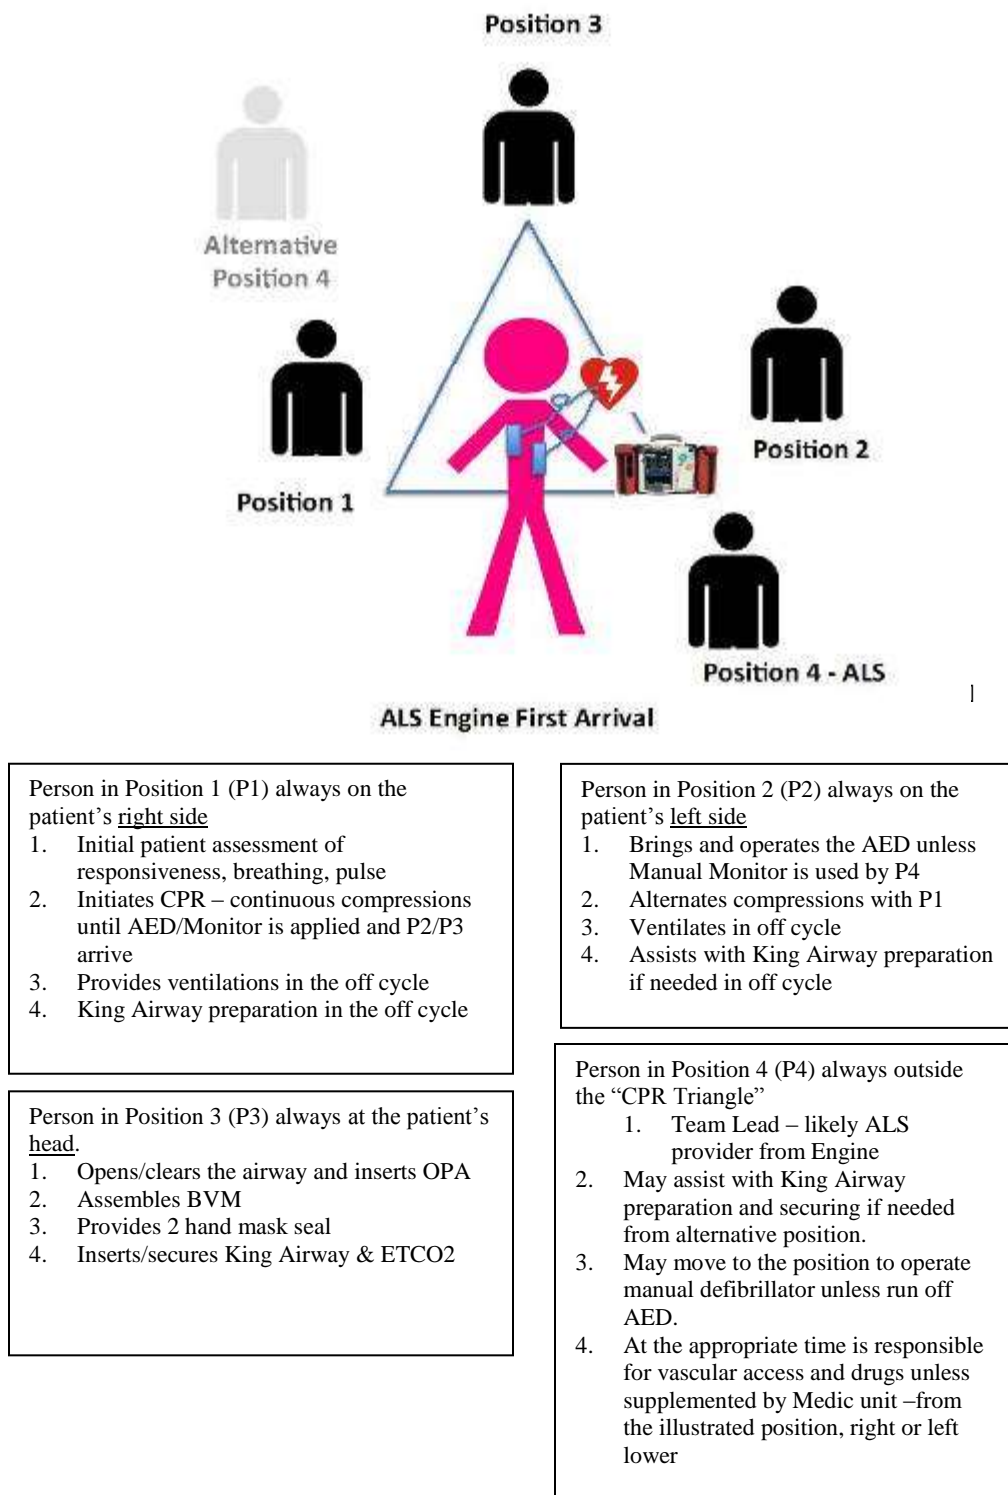 Position 3
Alternative
Position 4
Position 2
Position 1
Position 4 - ALS
l
ALS Engine First Arrival
Person in Position 1 (P1) always on the
patient’s right side
1. Initial patient assessment of
responsiveness, breathing, pulse
2. Initiates CPR – continuous compressions
until AED/Monitor is applied and P2/P3
arrive
3. Provides ventilations in the off cycle
4. King Airway preparation in the off cycle
Person in Position 2 (P2) always on the
patient’s left side
1. Brings and operates the AED unless
Manual Monitor is used by P4
2. Alternates compressions with P1
3. Ventilates in off cycle
4. Assists with King Airway preparation
if needed in off cycle
Person in Position 3 (P3) always at the patient’s
head.
1. Opens/clears the airway and inserts OPA
2. Assembles BVM
3. Provides 2 hand mask seal
4. Inserts/secures King Airway & ETCO2
Person in Position 4 (P4) always outside
the “CPR Triangle”
1. Team Lead – likely ALS
provider from Engine
2. May assist with King Airway
preparation and securing if needed
from alternative position.
3. May move to the position to operate
manual defibrillator unless run off
AED.
4. At the appropriate time is responsible
for vascular access and drugs unless
supplemented by Medic unit –from
the illustrated position, right or left
lower